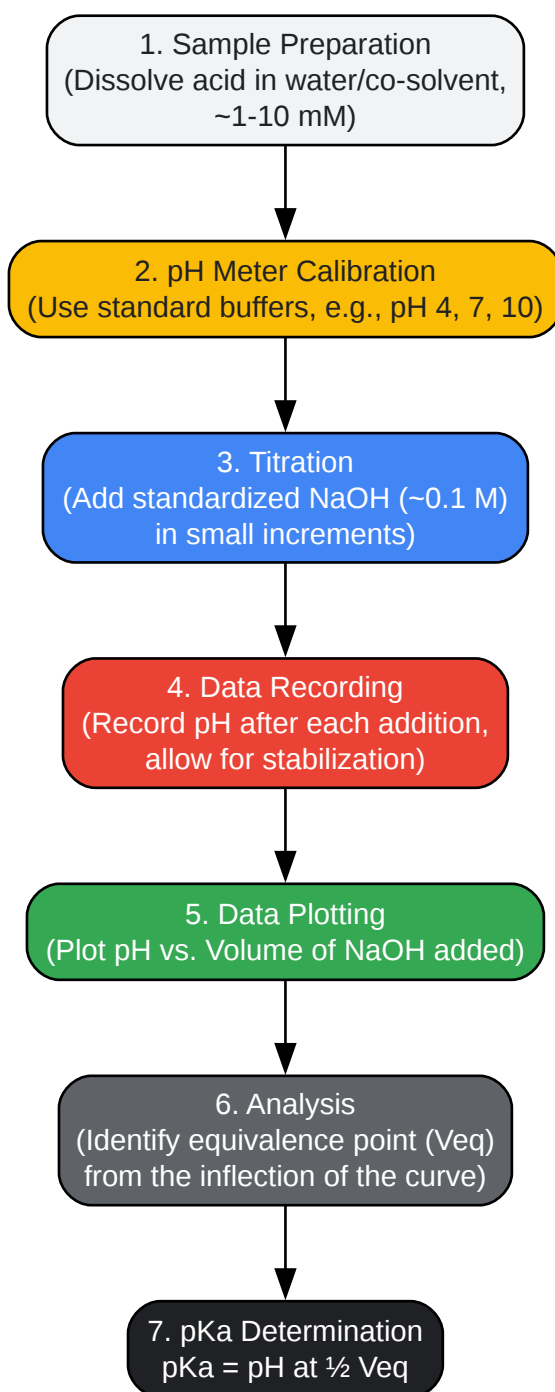 1. Sample Preparation
(Dissolve acid in water/co-solvent,
~1-10 mM)
2. pH Meter Calibration
(Use standard buffers, e.g., pH 4, 7, 10)
3. Titration
(Add standardized NaOH (~0.1 M)
in small increments)
4. Data Recording
(Record pH after each addition,
allow for stabilization)
5. Data Plotting
(Plot pH vs. Volume of NaOH added)
6. Analysis
(Identify equivalence point (Veq)
from the inflection of the curve)
7. pKa Determination
pKa = pH at ½ Veq